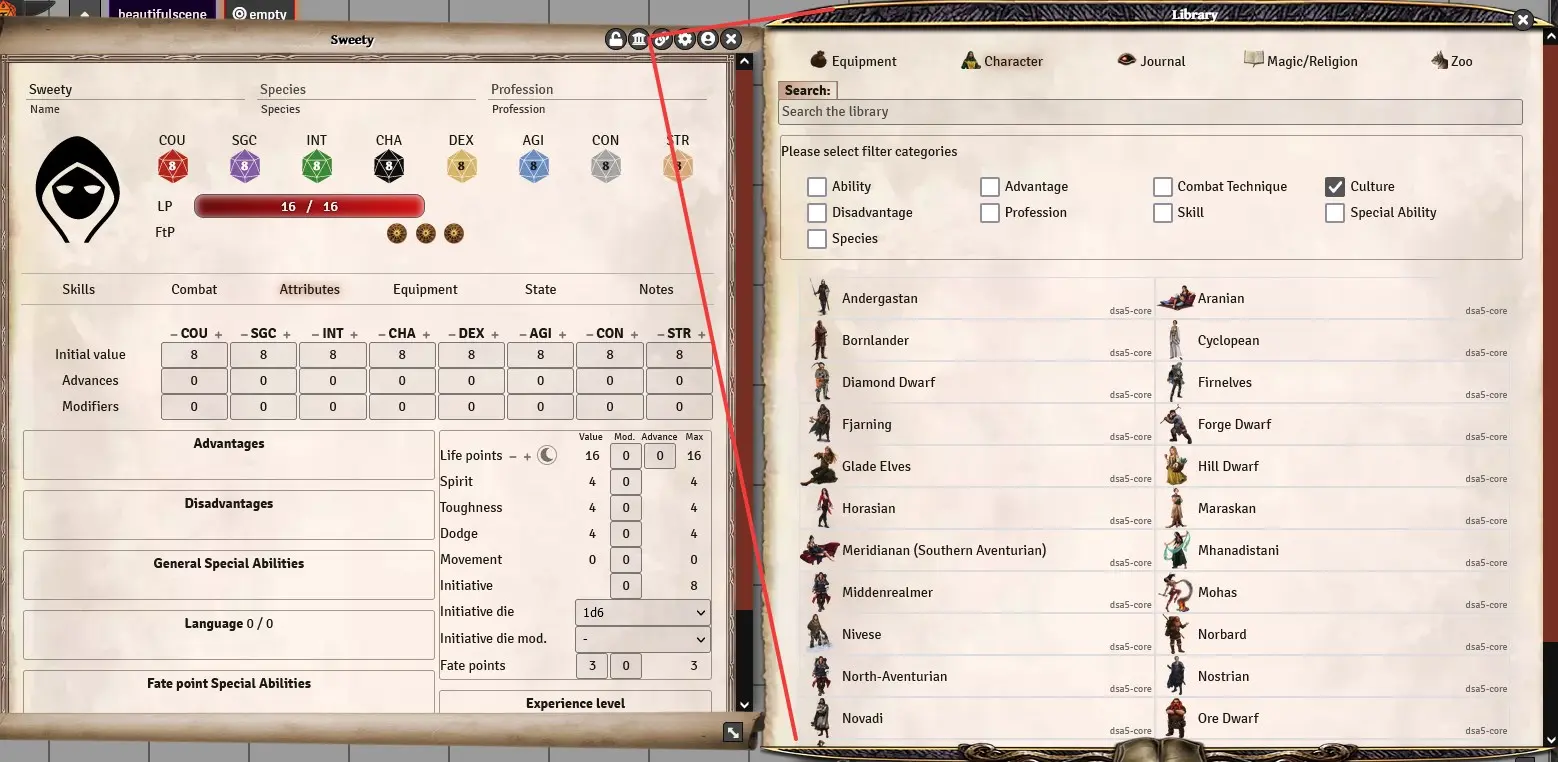 beautifulscene
empty
Sweety
Sweety
Species
Profession
Name
Species
Profession
COU SGC INT CHA DEX AGI CON STR
8 8 8 8 8 8 8 8
LP 16 / 16
FtP
Skills Combat Attributes Equipment State Notes
– COU + – SGC + – INT + – CHA + – DEX + – AGI + – CON + – STR +
Initial value 8 8 8 8 8 8 8 8
Advances 0 0 0 0 0 0 0 0
Modifiers 0 0 0 0 0 0 0 0
Advantages
Disadvantages
General Special Abilities
Language 0 / 0
Fate point Special Abilities
Value Mod. Advance Max
Life points – + 16 0 0 16
Spirit 4 0 4
Toughness 4 0 4
Dodge 4 0 4
Movement 0 0 0
Initiative 0 8
Initiative die 1d6
Initiative die mod. -
Fate points 3 0 3
Experience level
Library
Equipment Character Journal Magic/Religion Zoo
Search:
Search the library
Please select filter categories
Ability Advantage Combat Technique Culture
Disadvantage Profession Skill Special Ability
Species
Andergastan dsa5-core Aranian dsa5-core
Bornlander dsa5-core Cyclopean dsa5-core
Diamond Dwarf dsa5-core Firnelves dsa5-core
Fjarning dsa5-core Forge Dwarf dsa5-core
Glade Elves dsa5-core Hill Dwarf dsa5-core
Horasian dsa5-core Maraskan dsa5-core
Meridianan (Southern Aventurian) dsa5-core Mhanadistani dsa5-core
Middenrealmer dsa5-core Mohas dsa5-core
Nivese dsa5-core Norbard dsa5-core
North-Aventurian dsa5-core Nostrian dsa5-core
Novadi dsa5-core Ore Dwarf dsa5-core